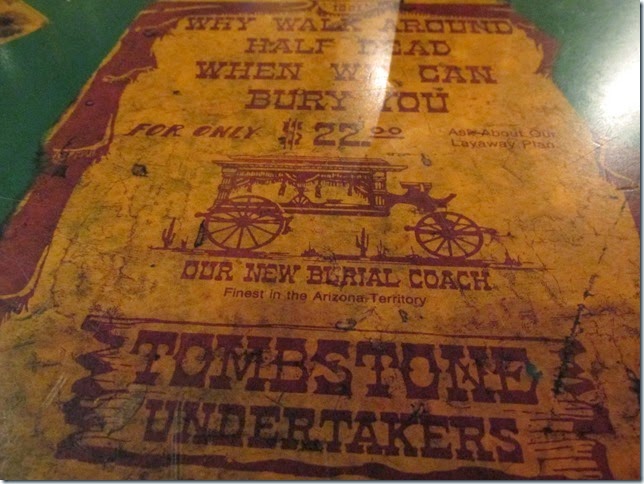 WHY WALK AROUND
HALF DEAD
WHEN WE CAN
BURY YOU
FOR ONLY $22.00
Ask About Our
Layaway Plan
OUR NEW BURIAL COACH
Finest in the Arizona Territory
TOMBSTONE
UNDERTAKERS